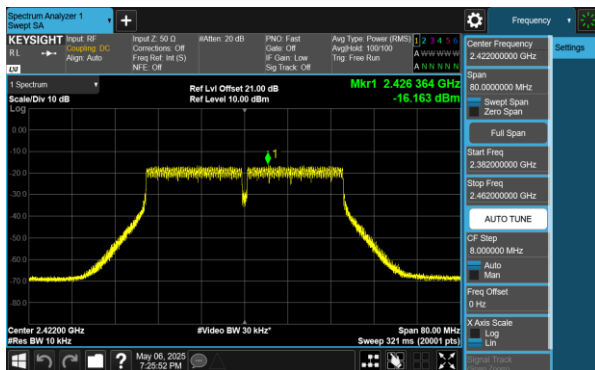 Spectrum Analyzer 1
Swept SA
Frequency
KEYSIGHT
RL
LXI
Input: RF
Coupling: DC
Align: Auto
Input Z: 50 Ω
Corrections: Off
Freq Ref: Int (S)
NFE: Off
#Atten: 20 dB
PNO: Fast
Gate: Off
IF Gain: Low
Sig Track: Off
Avg Type: Power (RMS)
Avg|Hold: 100/100
Trig: Free Run
1 2 3 4 5 6
A W W W W W
A N N N N N
1 Spectrum
Scale/Div 10 dB
Ref Lvl Offset 21.00 dB
Ref Level 10.00 dBm
Mkr1 2.426 364 GHz
-16.163 dBm
Log
0.00
-10.0
-20.0
-30.0
-40.0
-50.0
-60.0
-70.0
-80.0
1
Center 2.42200 GHz
#Res BW 10 kHz
#Video BW 30 kHz*
Span 80.00 MHz
Sweep 321 ms (20001 pts)
May 06, 2025
7:25:52 PM
Center Frequency
2.422000000 GHz
Settings
Span
80.0000000 MHz
Swept Span
Zero Span
Full Span
Start Freq
2.382000000 GHz
Stop Freq
2.462000000 GHz
AUTO TUNE
CF Step
8.000000 MHz
Auto
Man
Freq Offset
0 Hz
X Axis Scale
Log
Lin
Signal Track